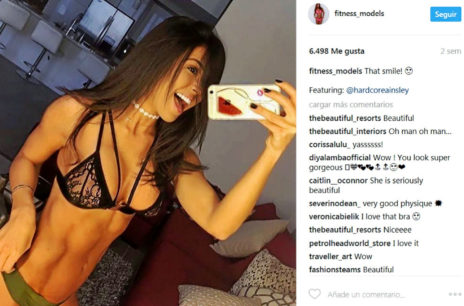 fitness_models
Seguir
6.498 Me gusta 2 sem
fitness_models That smile! 😍
Featuring: @hardcoreainsley
cargar más comentarios
thebeautiful_resorts Beautiful
thebeautiful_interiors Oh man oh man...
corissalulu_ yassssss!
diyalambaofficial Wow ! You look super
gorgeous
caitlin__oconnor She is seriously
beautiful
severinodean_ very good physique
veronicabielik I love that bra
thebeautiful_resorts Niceeee
petrolheadworld_store I love it
traveller_art Wow
fashionsteams Beautiful
Añade un comentario...